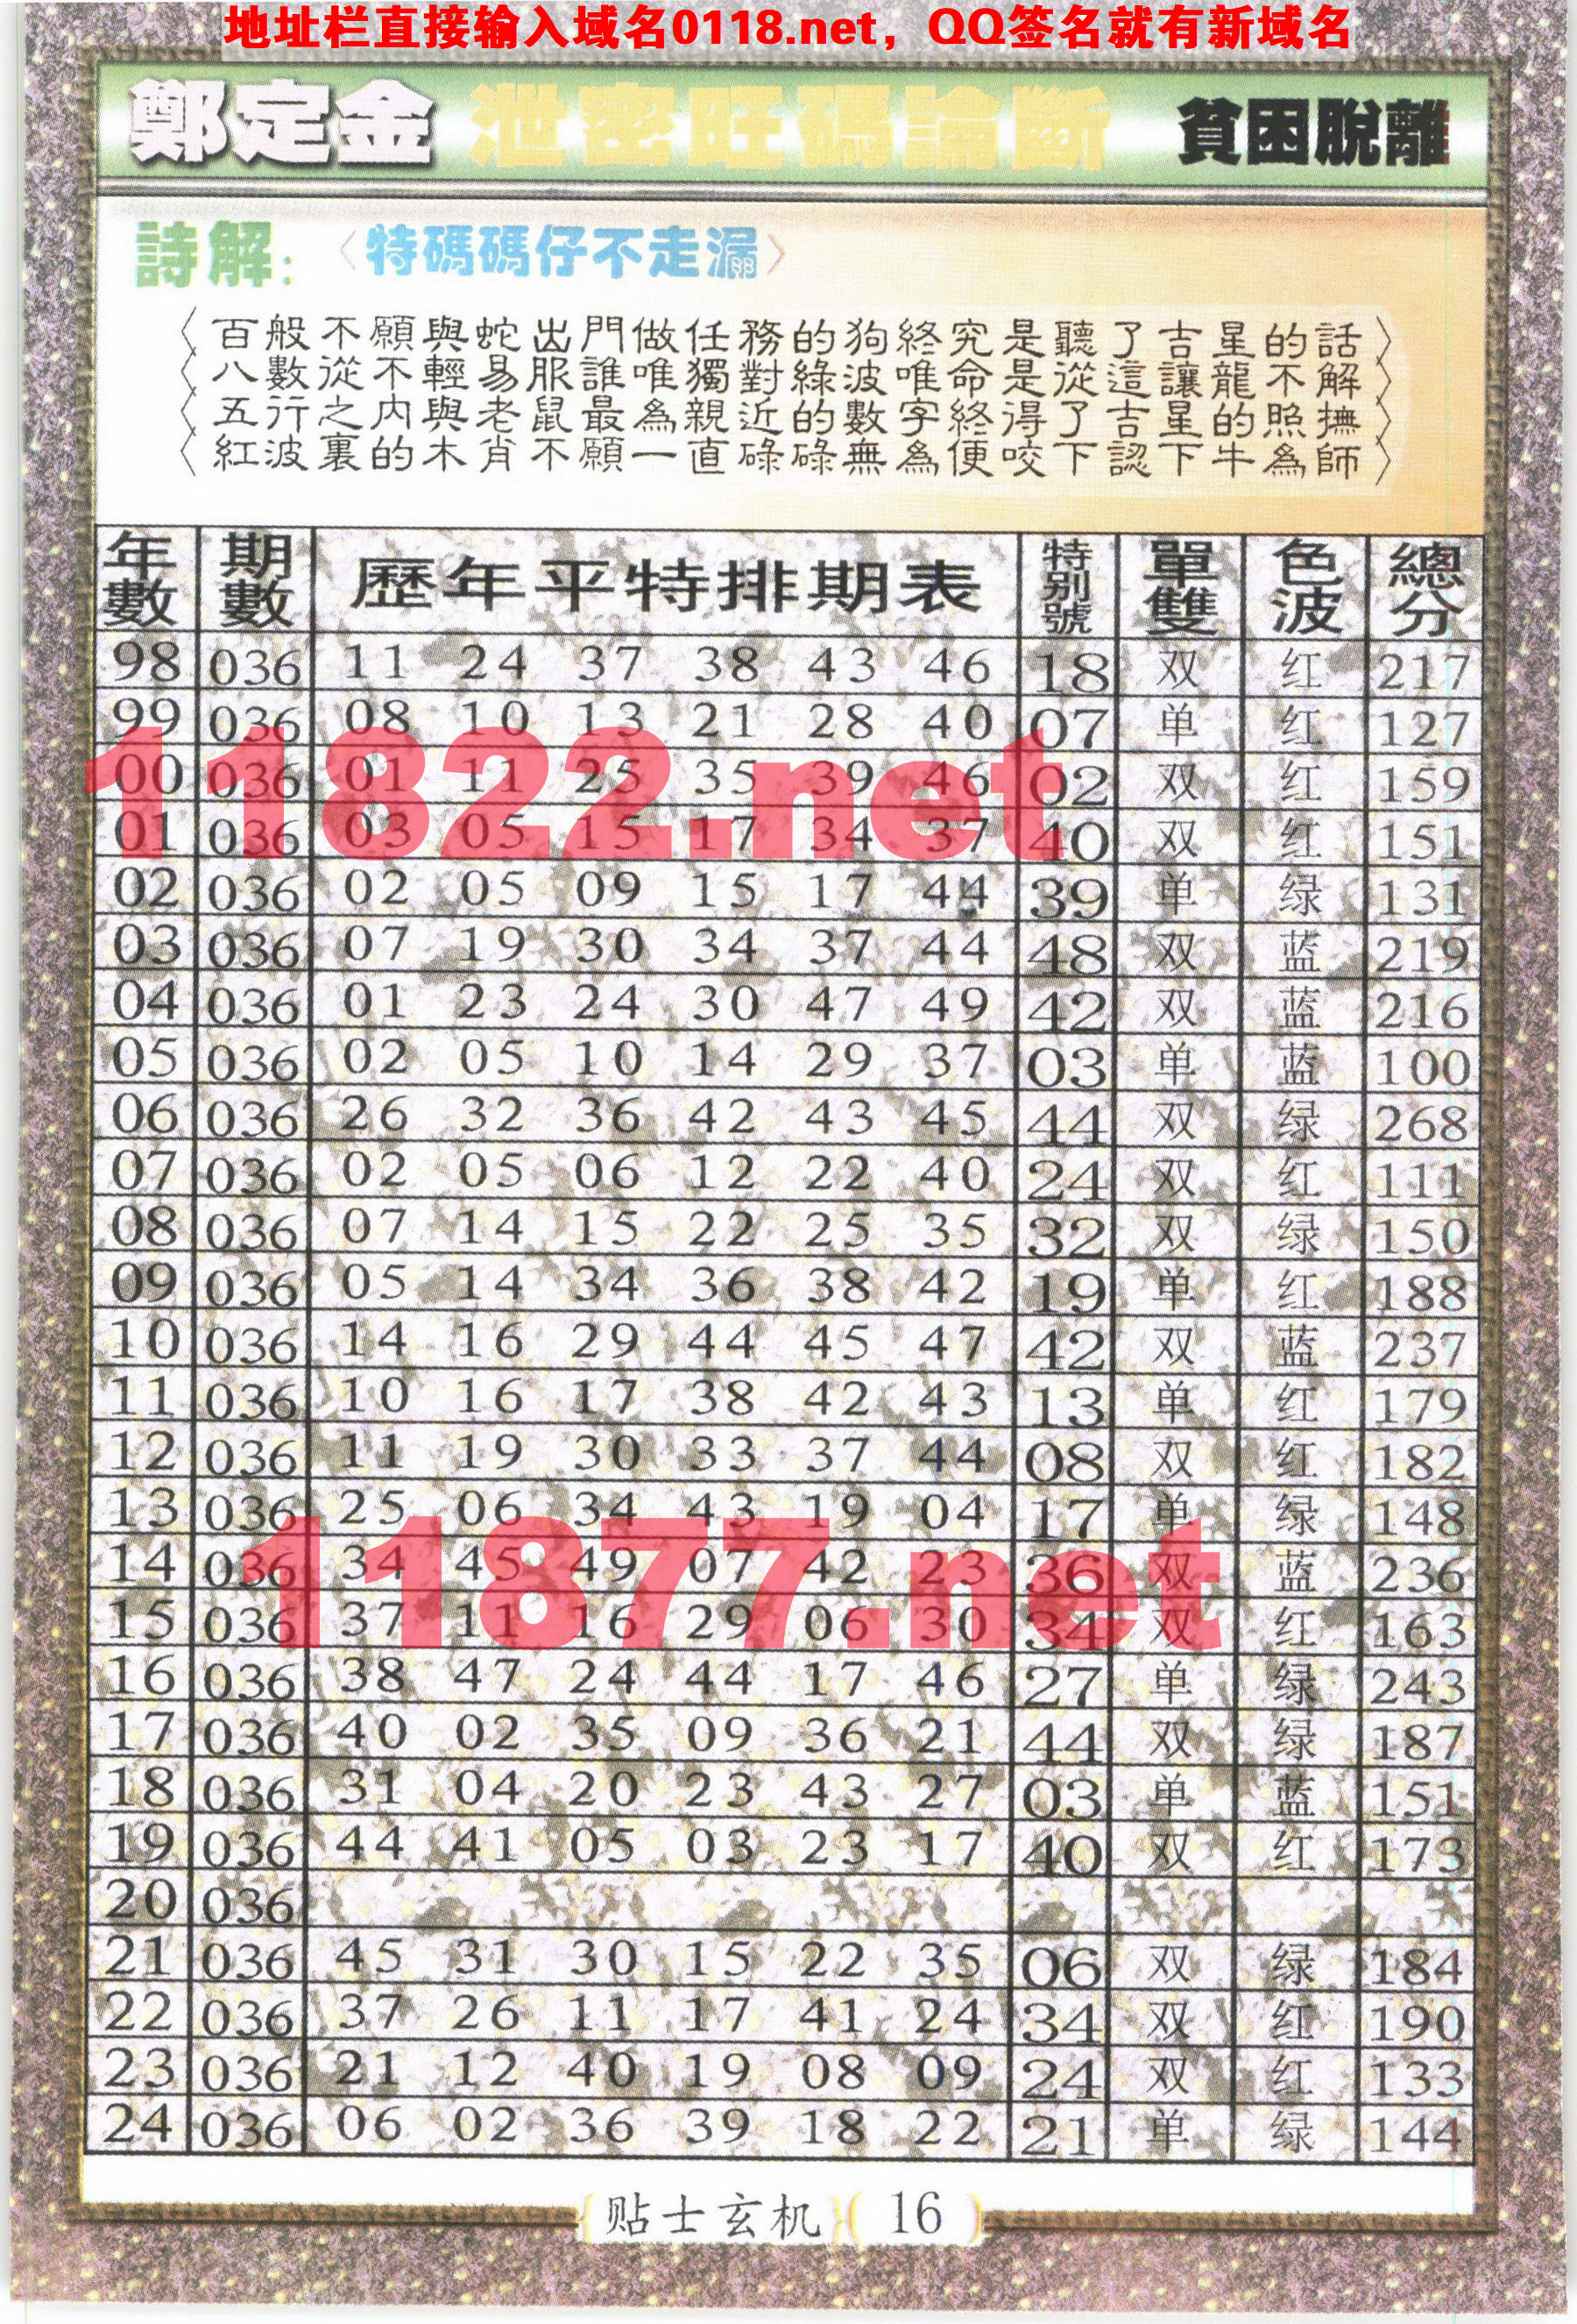 地址栏直接输入域名0118.net，QQ签名就有新域名
鄭定金 泄密旺碼論斷 貧困脫離
詩解：〈特碼碼仔不走漏〉
〈百般不願與蛇出門做任務的狗終究是聽了吉星的話〉
〈八數從不輕易服誰唯獨對綠波唯命是從這讓龍不解〉
〈五行之內與老鼠最為親近的數字終得了吉星的照撫〉
〈紅波裏的木肖不願一直碌碌無為便咬下認下牛為師〉
年數 期數 歷年平特排期表 特别號 單雙 色波 總分
98 036 11 24 37 38 43 46 18 双 红 217
99 036 08 10 13 21 28 40 07 单 红 127
00 036 01 11 25 35 39 46 02 双 红 159
01 036 03 05 15 17 34 37 40 双 红 151
11822.net
02 036 02 05 09 15 17 44 39 单 绿 131
03 036 07 19 30 34 37 44 48 双 蓝 219
04 036 01 23 24 30 47 49 42 双 蓝 216
05 036 02 05 10 14 29 37 03 单 蓝 100
06 036 26 32 36 42 43 45 44 双 绿 268
07 036 02 05 06 12 22 40 24 双 红 111
08 036 07 14 15 22 25 35 32 双 绿 150
09 036 05 14 34 36 38 42 19 单 红 188
10 036 14 16 29 44 45 47 42 双 蓝 237
11 036 10 16 17 38 42 43 13 单 红 179
12 036 11 19 30 33 37 44 08 双 红 182
13 036 25 06 34 43 19 04 17 单 绿 148
14 036 34 45 49 07 42 23 36 双 蓝 236
15 036 37 11 16 29 06 30 34 双 红 163
11877.net
16 036 38 47 24 44 17 46 27 单 绿 243
17 036 40 02 35 09 36 21 44 双 绿 187
18 036 31 04 20 23 43 27 03 单 蓝 151
19 036 44 41 05 03 23 17 40 双 红 173
20 036
21 036 45 31 30 15 22 35 06 双 绿 184
22 036 37 26 11 17 41 24 34 双 红 190
23 036 21 12 40 19 08 09 24 双 红 133
24 036 06 02 36 39 18 22 21 单 绿 144
贴士玄机 16